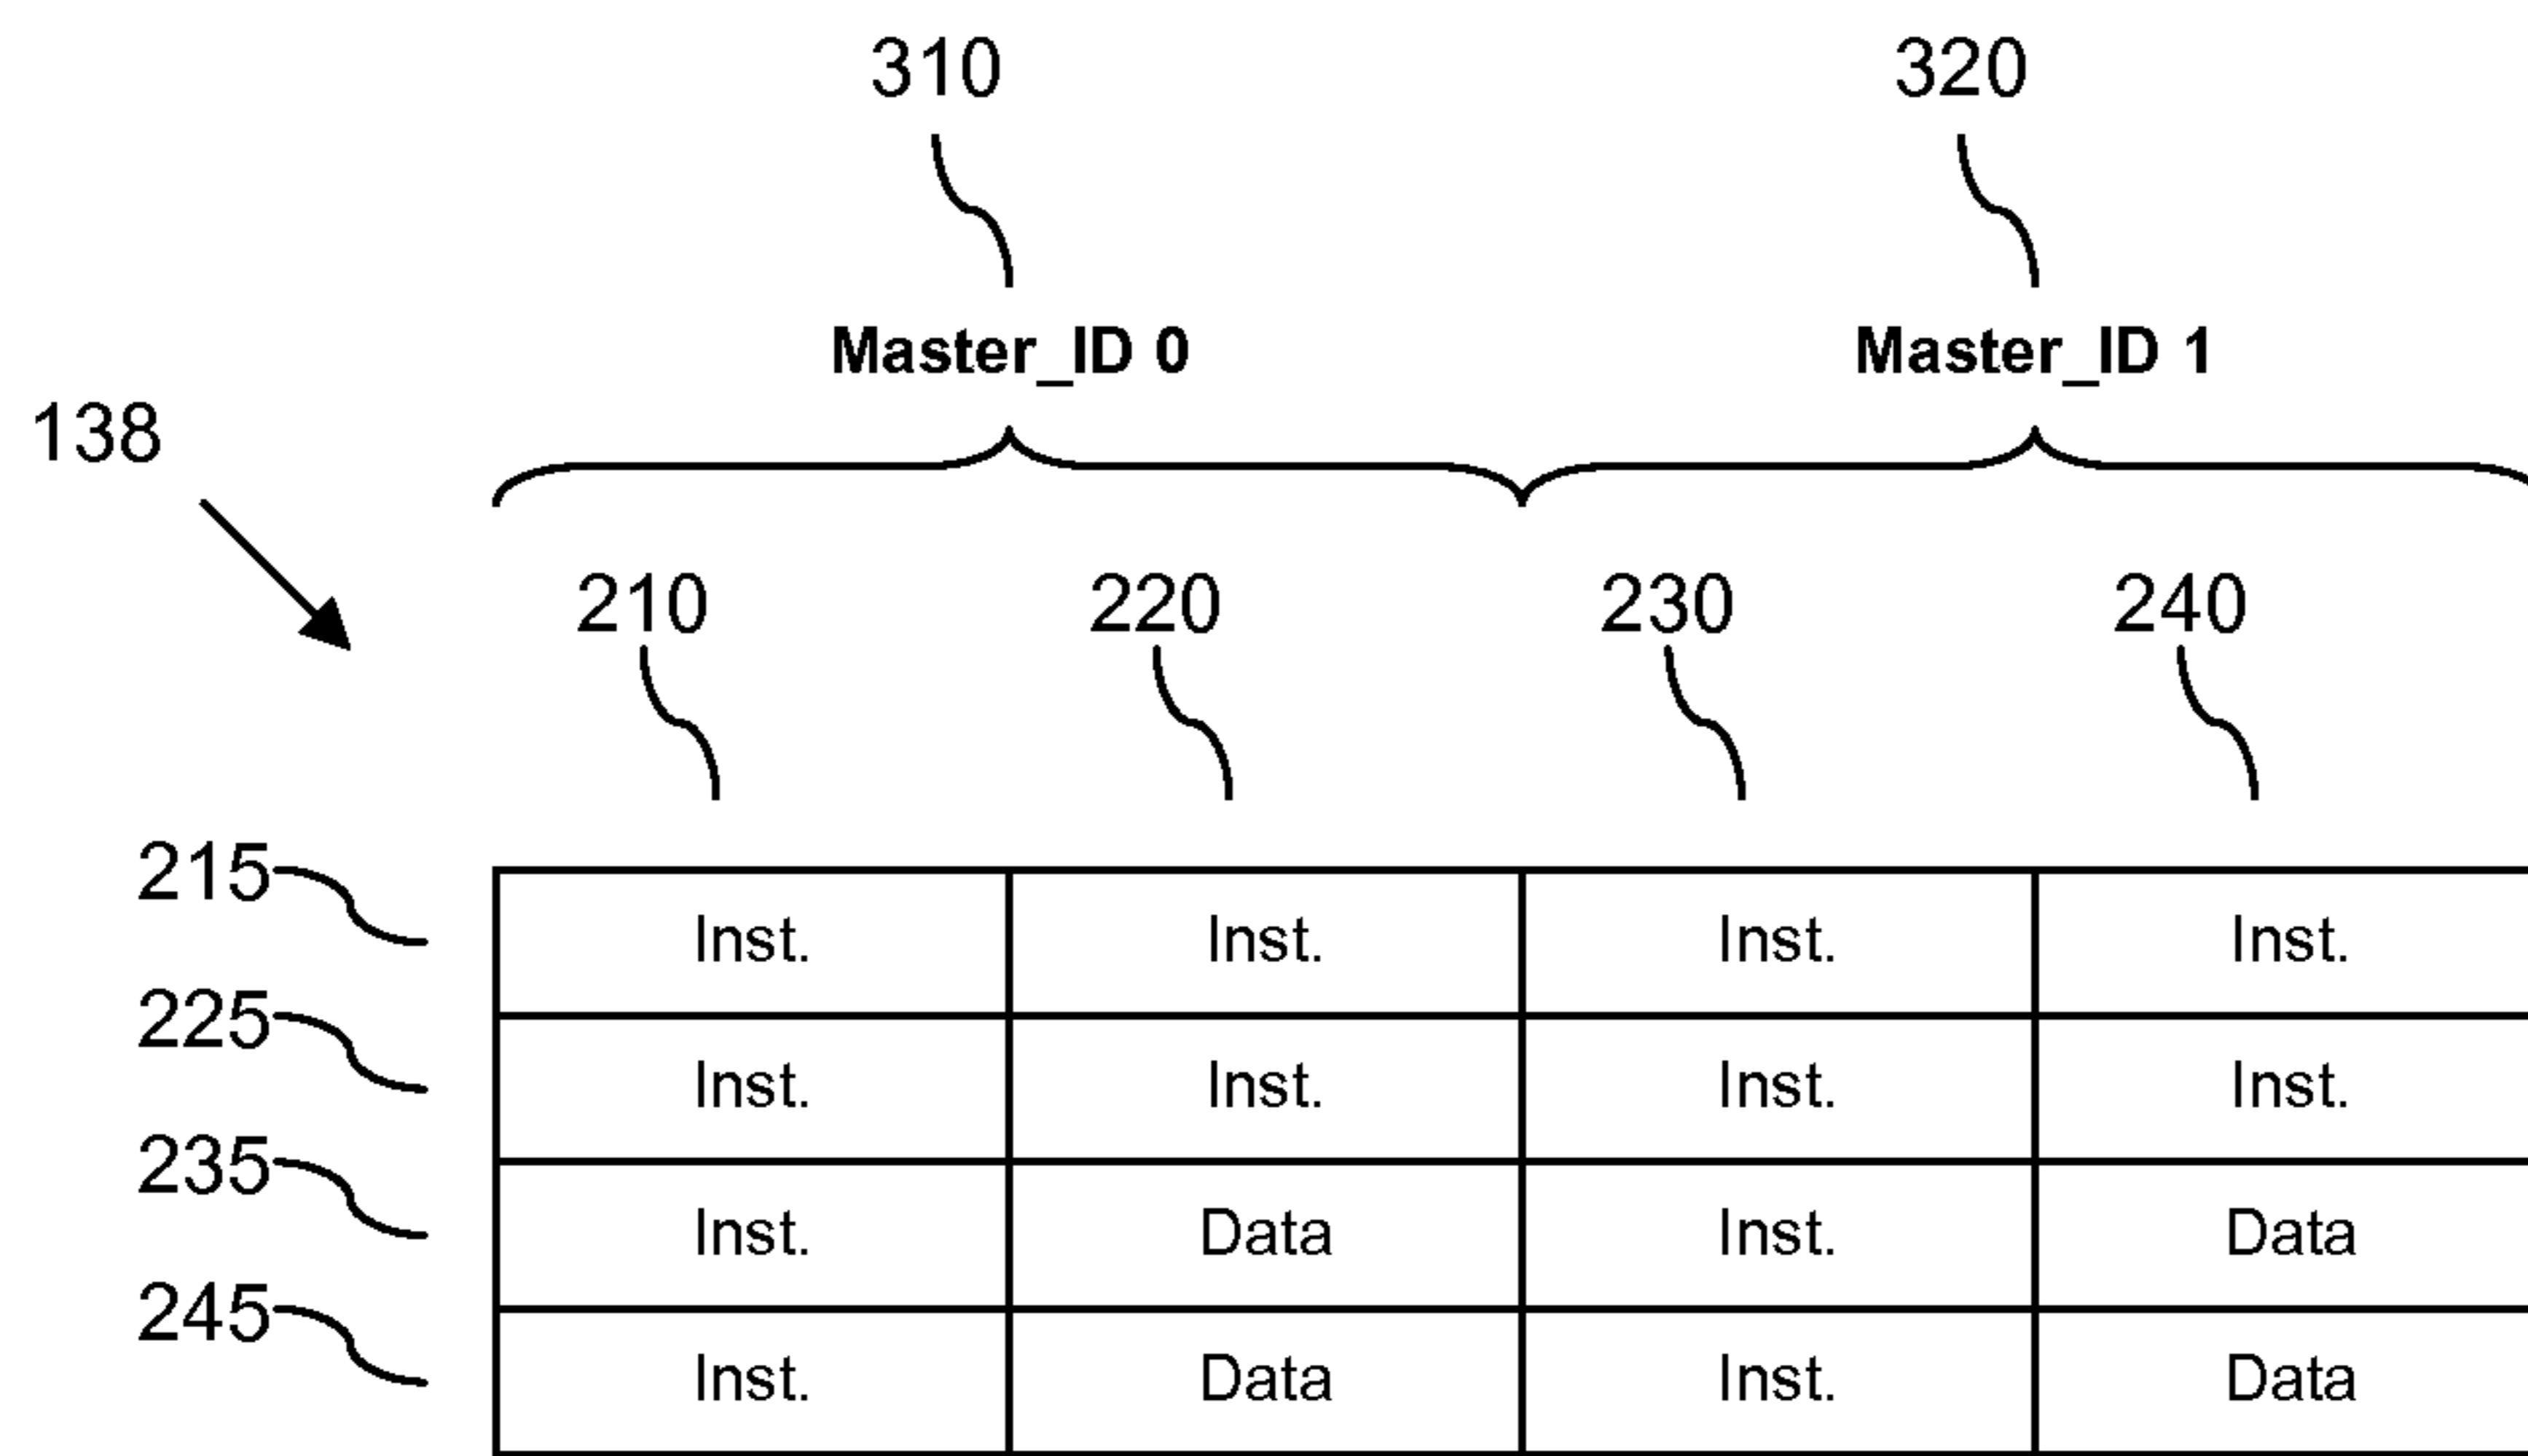 310 320
Master_ID 0 Master_ID 1
138
210 220 230 240
215 Inst. Inst. Inst. Inst.
225 Inst. Inst. Inst. Inst.
235 Inst. Data Inst. Data
245 Inst. Data Inst. Data